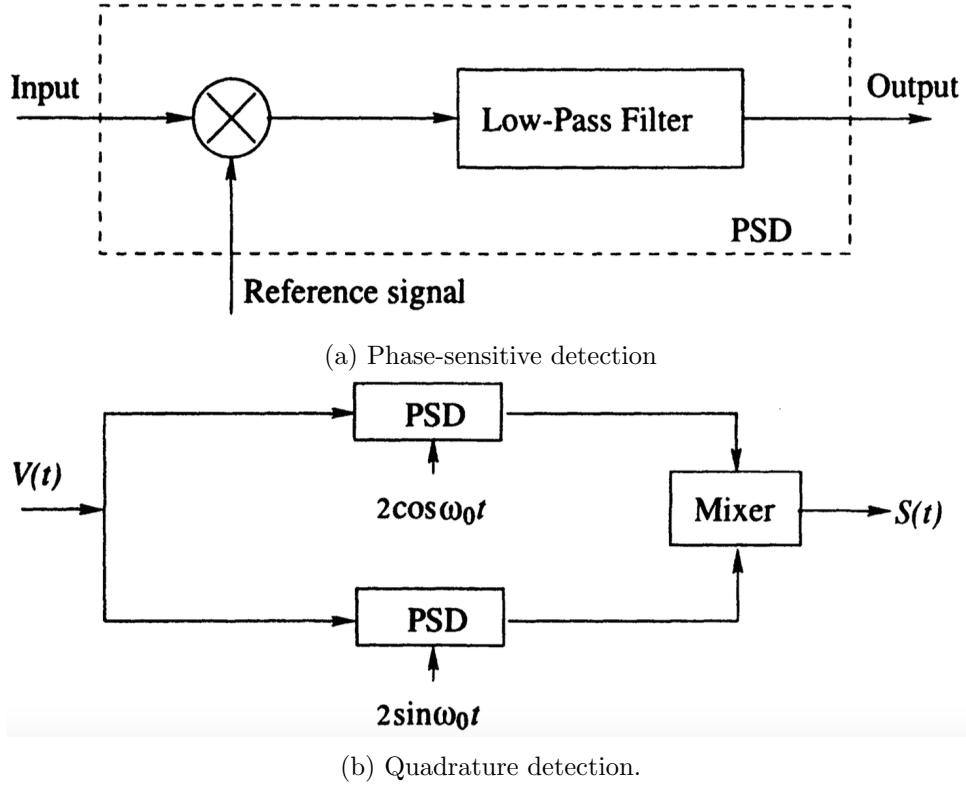 Input
Output
Low-Pass Filter
PSD
Reference signal
(a) Phase-sensitive detection
PSD
V(t)
2cosω₀t
Mixer
S(t)
PSD
2sinω₀t
(b) Quadrature detection.